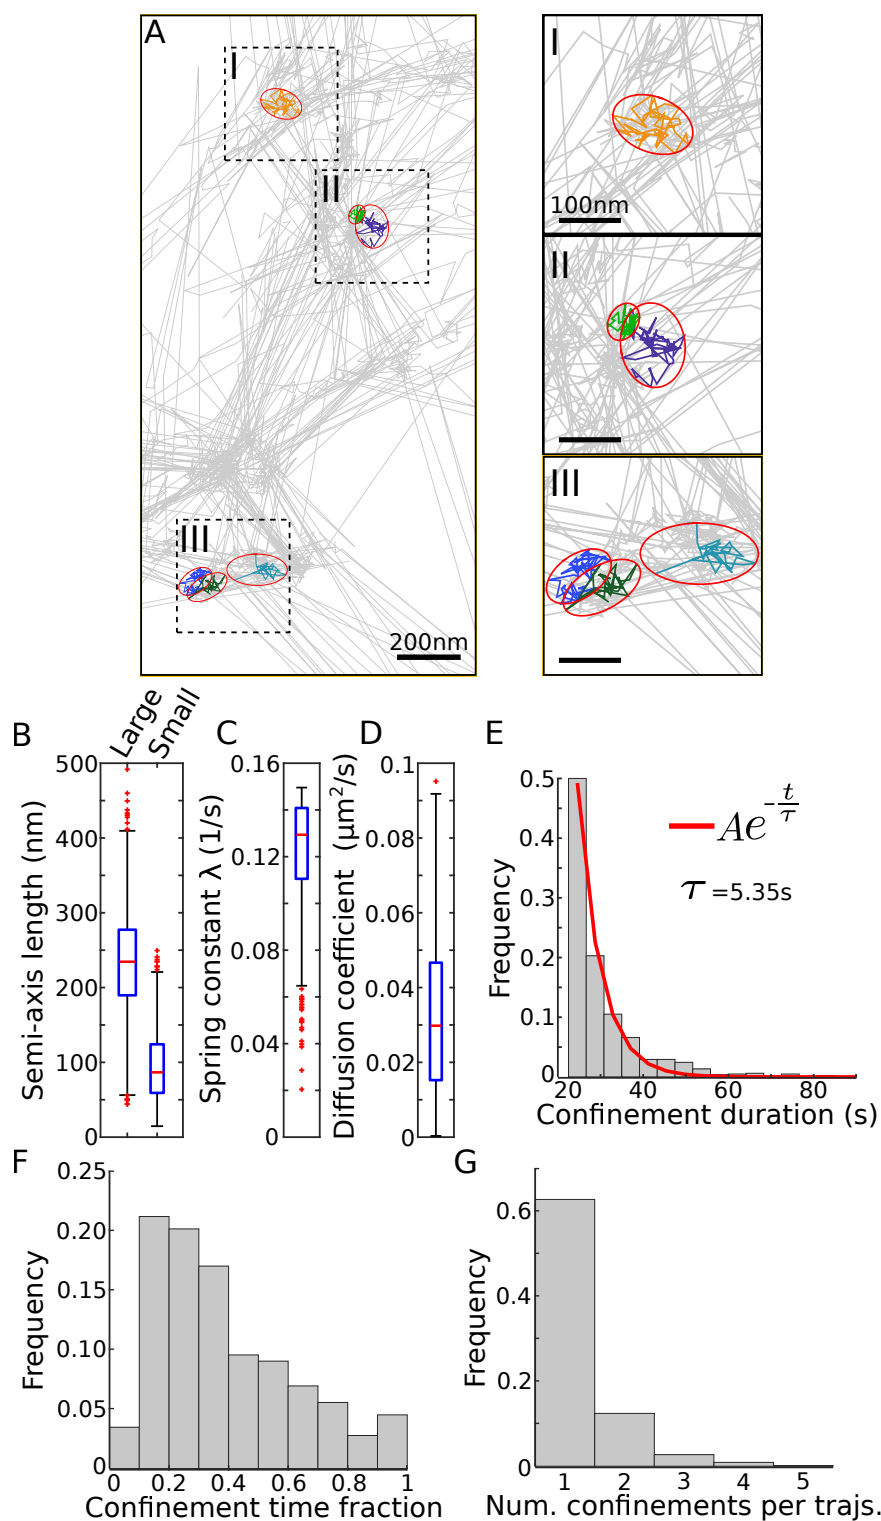 A
I
II
III
200nm
I
100nm
II
III
B
Large
Small
500
400
300
200
100
0
Semi-axis length (nm)
C
0.16
0.12
0.08
0.04
0
Spring constant λ (1/s)
D
0.1
0.08
0.06
0.04
0.02
0
Diffusion coefficient (μm²/s)
E
0.5
0.4
0.3
0.2
0.1
0
Frequency
Ae^{-t/τ}
τ =5.35s
20 40 60 80
Confinement duration (s)
F
0.25
0.20
0.15
0.10
0.05
0
Frequency
0 0.2 0.4 0.6 0.8 1
Confinement time fraction
G
0.6
0.4
0.2
0
Frequency
1 2 3 4 5
Num. confinements per trajs.